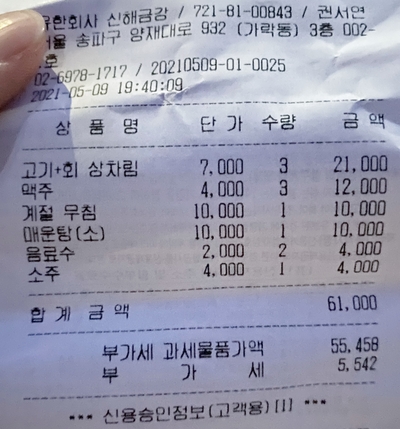 유한회사 신해금강 / 721-81-00843 / 권서연
서울 송파구 양재대로 932 (가락동) 3층 002-
호
02-6978-1717 / 20210509-01-0025
2021-05-09 19:40:09
상 품 명 단 가 수량 금 액
고기+회 상차림 7,000 3 21,000
맥주 4,000 3 12,000
계절 무침 10,000 1 10,000
매운탕(소) 10,000 1 10,000
음료수 2,000 2 4,000
소주 4,000 1 4,000
합 계 금 액 61,000
부가세 과세물품가액 55,458
부 가 세 5,542
*** 신용승인정보(고객용)[1] ***